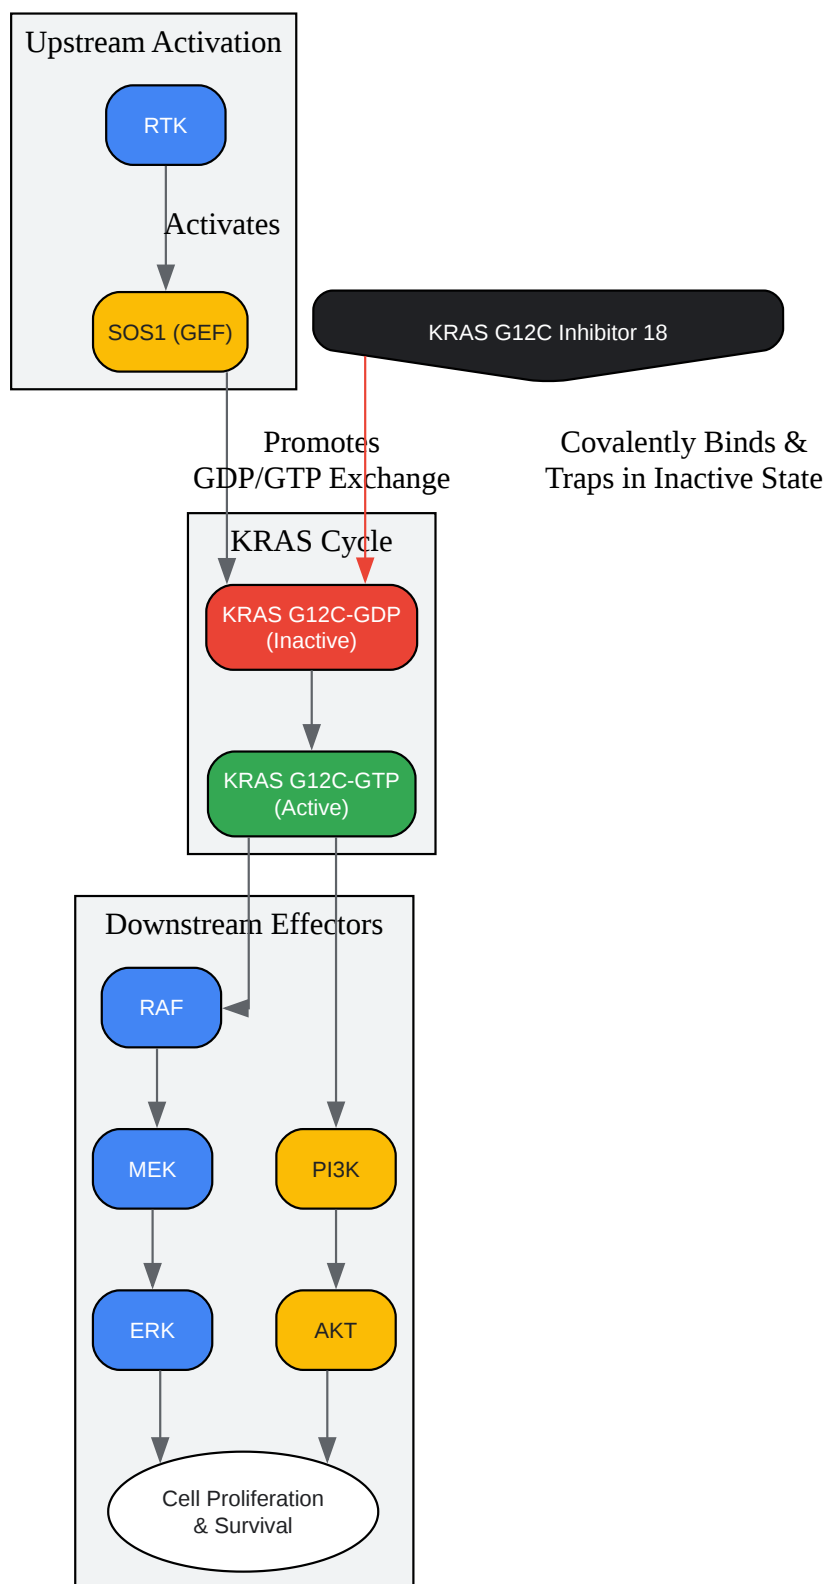 Upstream Activation
RTK
Activates
SOS1 (GEF)
KRAS G12C Inhibitor 18
Promotes
GDP/GTP Exchange
Covalently Binds &
Traps in Inactive State
KRAS Cycle
KRAS G12C-GDP
(Inactive)
KRAS G12C-GTP
(Active)
Downstream Effectors
RAF
MEK
PI3K
ERK
AKT
Cell Proliferation
& Survival